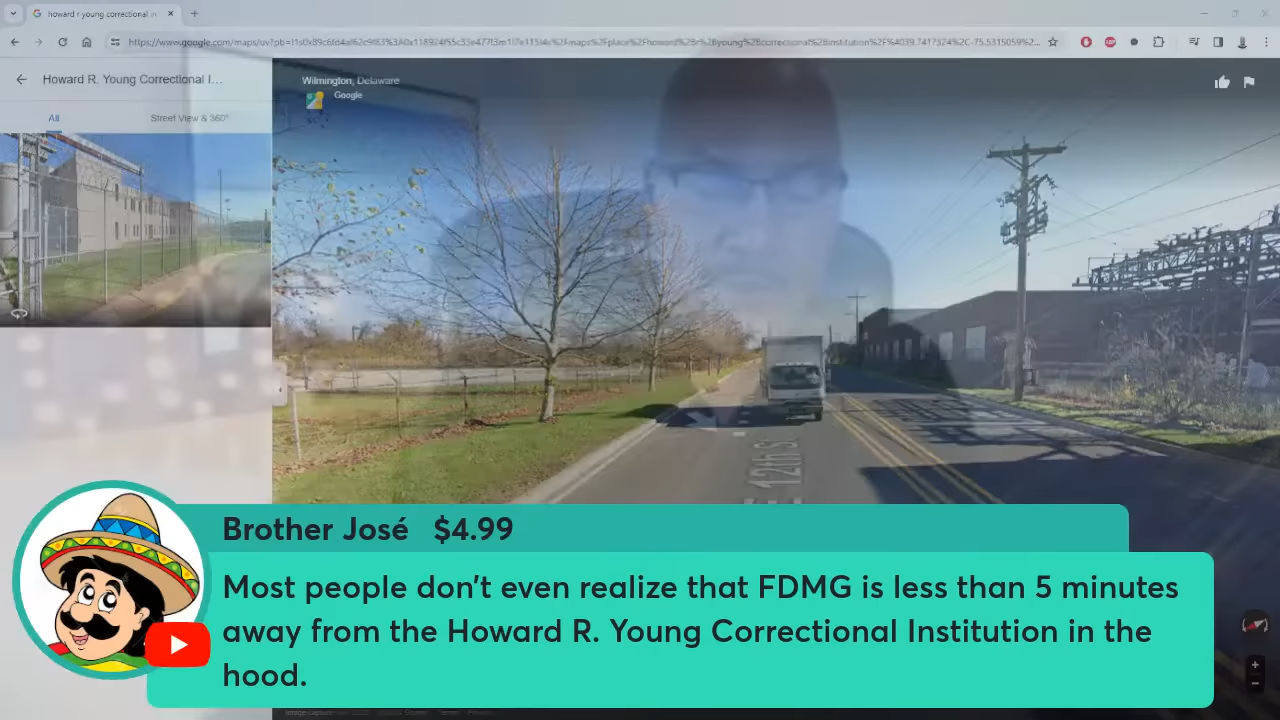 howard r young correctional in
Howard R. Young Correctional I...
All
Street View & 360°
Wilmington, Delaware
Google
E 12th St
Brother José $4.99
Most people don't even realize that FDMG is less than 5 minutes
away from the Howard R. Young Correctional Institution in the
hood.